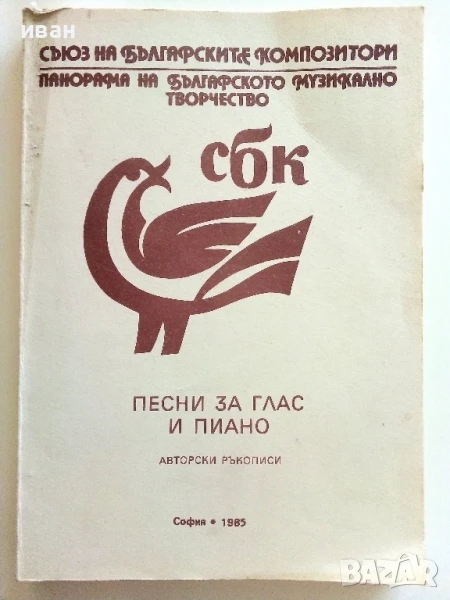 иван
СЪЮЗ НА БЪЛГАРСКИТЕ КОМПОЗИТОРИ
ПАНОРАМА НА БЪЛГАРСКОТО МУЗИКАЛНО
ТВОРЧЕСТВО
сбк
ПЕСНИ ЗА ГЛАС
И ПИАНО
АВТОРСКИ РЪКОПИСИ
София • 1985
BAZAR